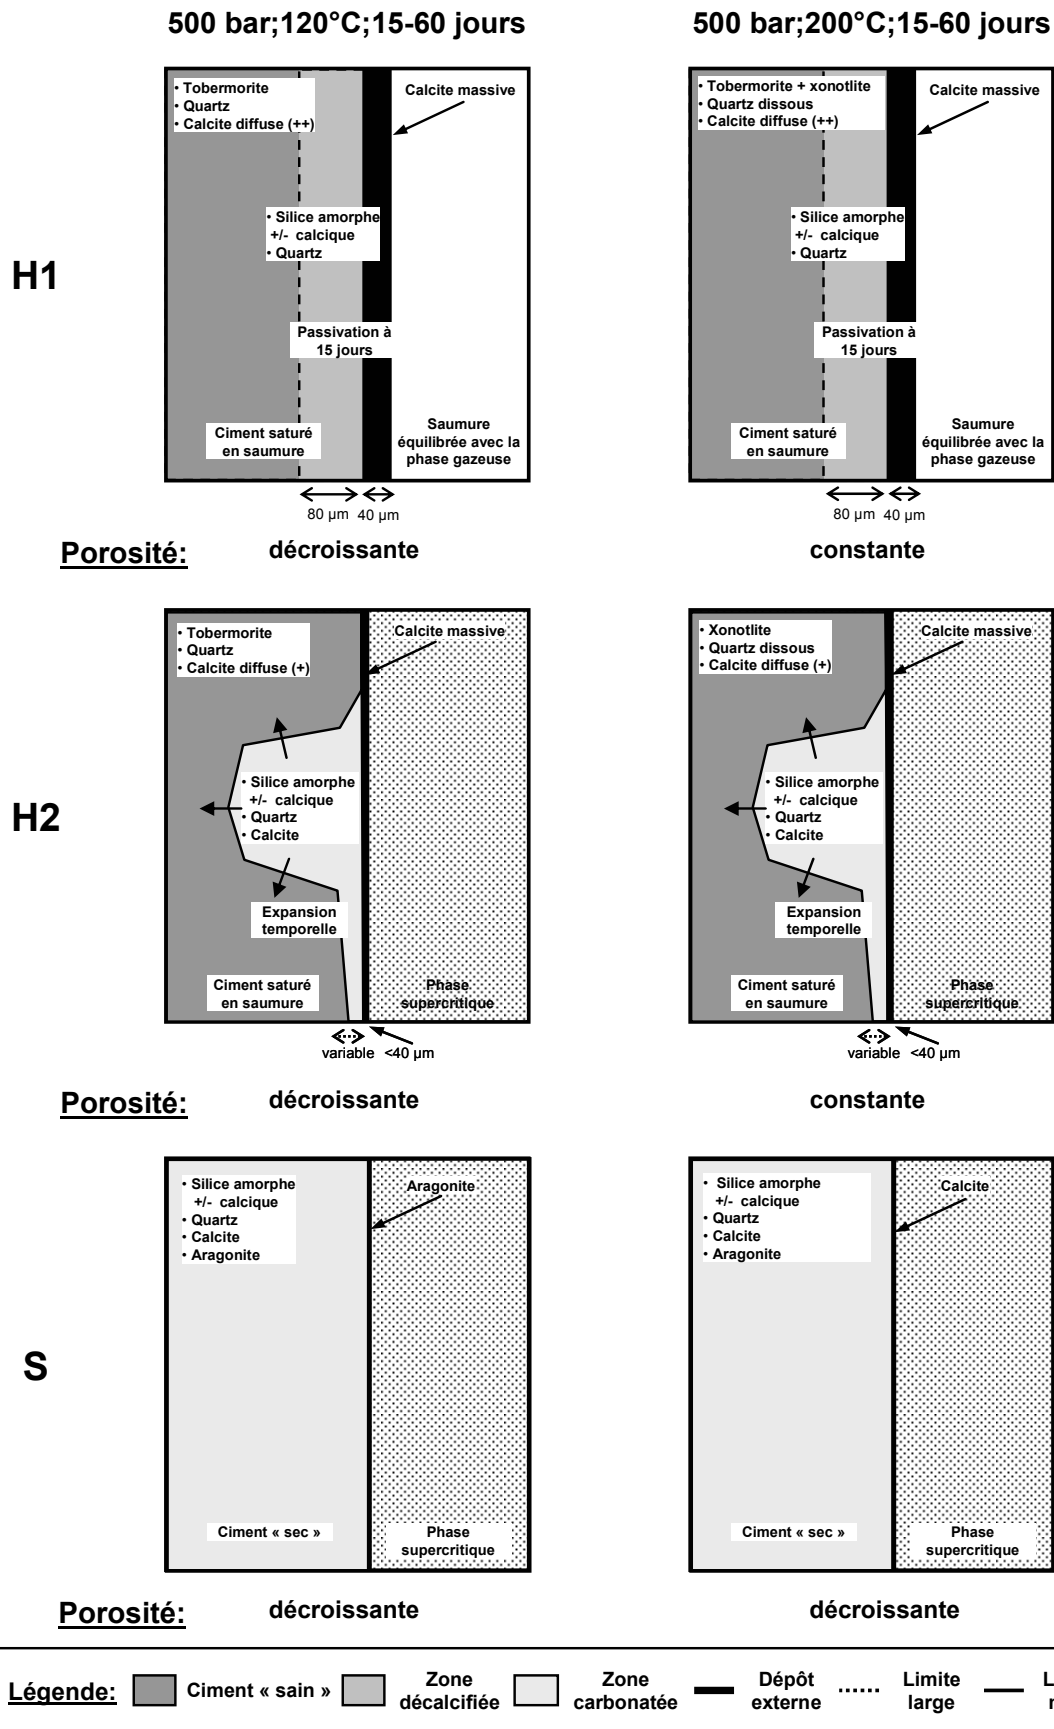 500 bar;120°C;15-60 jours
500 bar;200°C;15-60 jours
H1
• Tobermorite
• Quartz
• Calcite diffuse (++)
Calcite massive
• Silice amorphe
+/- calcique
• Quartz
Passivation à
15 jours
Ciment saturé
en saumure
Saumure
équilibrée avec la
phase gazeuse
80 µm
40 µm
• Tobermorite + xonotlite
• Quartz dissous
• Calcite diffuse (++)
Calcite massive
• Silice amorphe
+/- calcique
• Quartz
Passivation à
15 jours
Ciment saturé
en saumure
Saumure
équilibrée avec la
phase gazeuse
80 µm
40 µm
Porosité:
décroissante
constante
H2
• Tobermorite
• Quartz
• Calcite diffuse (+)
Calcite massive
• Silice amorphe
+/- calcique
• Quartz
• Calcite
Expansion
temporelle
Ciment saturé
en saumure
Phase
supercritique
variable
<40 µm
• Xonotlite
• Quartz dissous
• Calcite diffuse (+)
Calcite massive
• Silice amorphe
+/- calcique
• Quartz
• Calcite
Expansion
temporelle
Ciment saturé
en saumure
Phase
supercritique
variable
<40 µm
Porosité:
décroissante
constante
S
• Silice amorphe
+/- calcique
• Quartz
• Calcite
• Aragonite
Aragonite
Ciment « sec »
Phase
supercritique
• Silice amorphe
+/- calcique
• Quartz
• Calcite
• Aragonite
Calcite
Ciment « sec »
Phase
supercritique
Porosité:
décroissante
décroissante
Légende:
Ciment « sain »
Zone
décalcifiée
Zone
carbonatée
Dépôt
externe
Limite
large